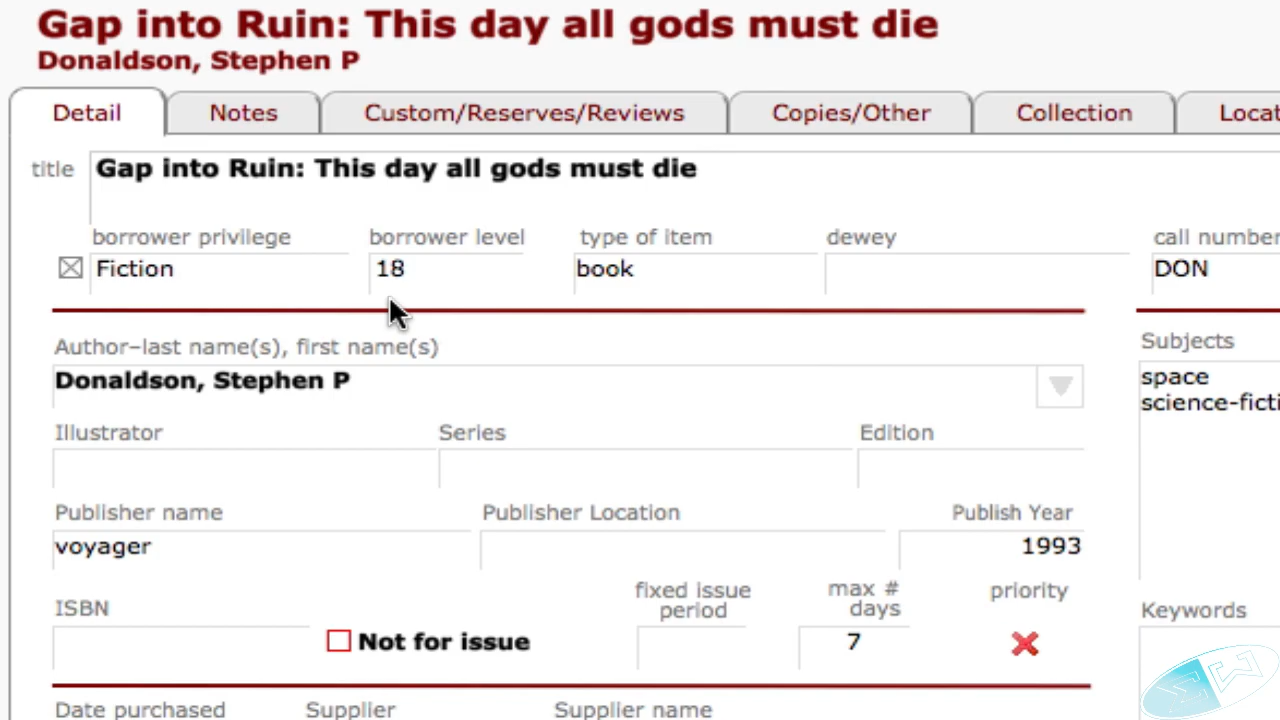 Gap into Ruin: This day all gods must die
Donaldson, Stephen P
Detail Notes Custom/Reserves/Reviews Copies/Other Collection
title Gap into Ruin: This day all gods must die
borrower privilege borrower level type of item dewey call number
Fiction 18 book DON
Author–last name(s), first name(s) Subjects
Donaldson, Stephen P space
Illustrator Series Edition
Publisher name Publisher Location Publish Year
voyager 1993
ISBN fixed issue period max # days priority Keywords
Not for issue 7
Date purchased Supplier Supplier name